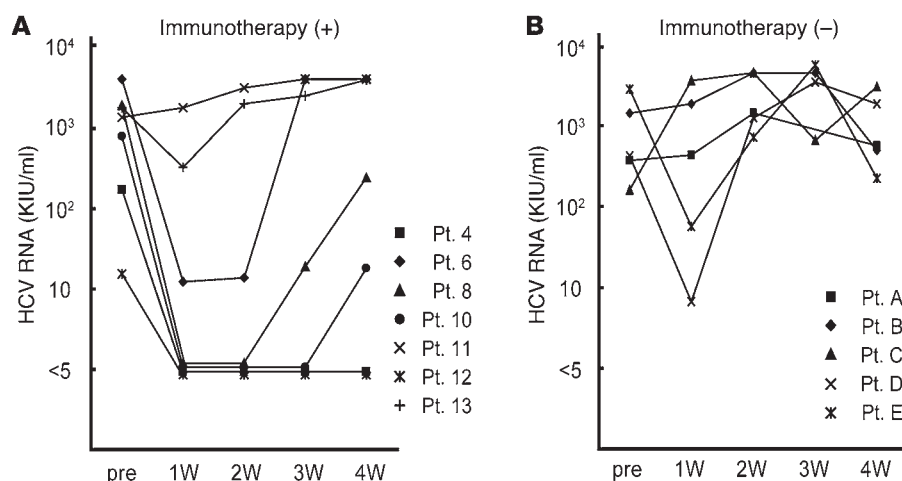 A Immunotherapy (+)
HCV RNA (KIU/ml)
10⁴
10³
10²
10
<5
pre 1W 2W 3W 4W
Pt. 4
Pt. 6
Pt. 8
Pt. 10
Pt. 11
Pt. 12
Pt. 13
B Immunotherapy (–)
HCV RNA (KIU/ml)
10⁴
10³
10²
10
<5
pre 1W 2W 3W 4W
Pt. A
Pt. B
Pt. C
Pt. D
Pt. E